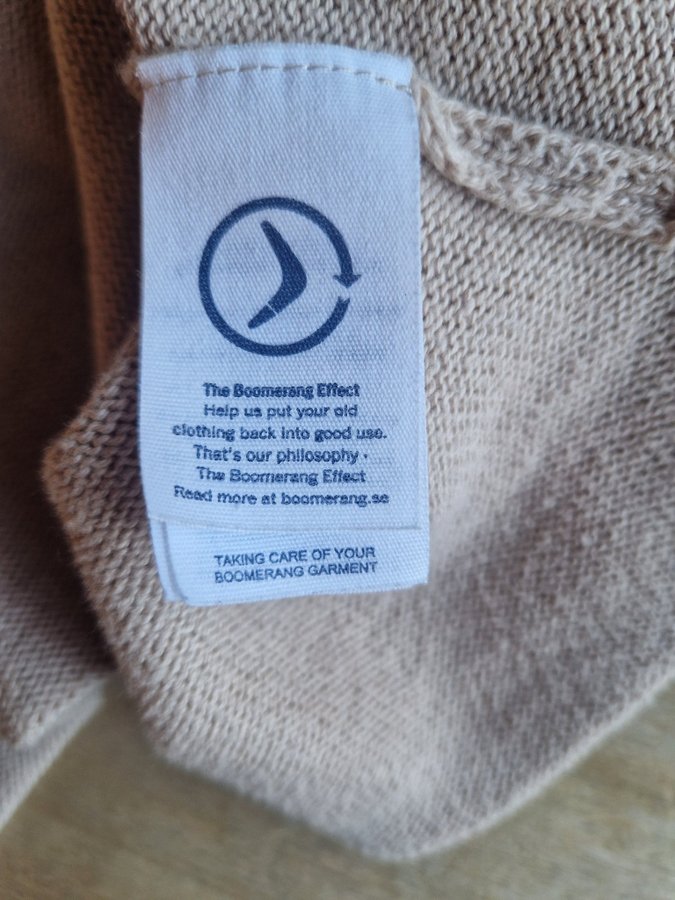 The Boomerang Effect
Help us put your old
clothing back into good use.
That's our philosophy •
The Boomerang Effect
Read more at boomerang.se
TAKING CARE OF YOUR
BOOMERANG GARMENT